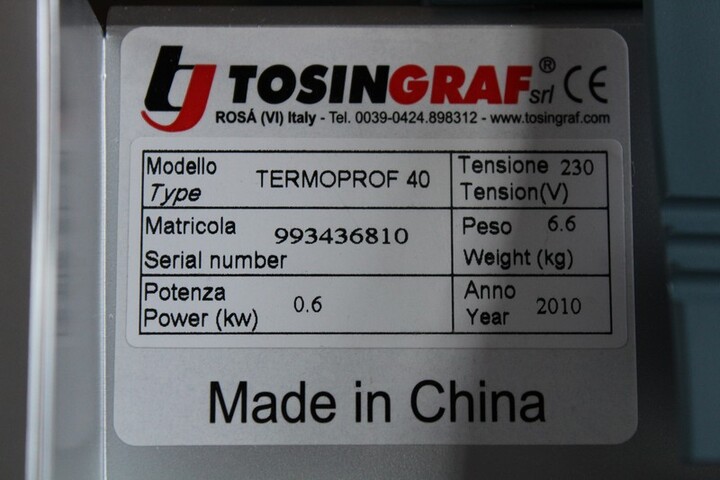 tg TOSINGRAF® srl CE
ROSÁ (VI) Italy - Tel. 0039-0424.898312 - www.tosingraf.com
Modello TERMOPROF 40 Tensione 230
Type Tension(V)
Matricola 993436810 Peso 6.6
Serial number Weight (kg)
Potenza 0.6 Anno 2010
Power (kw) Year
Made in China